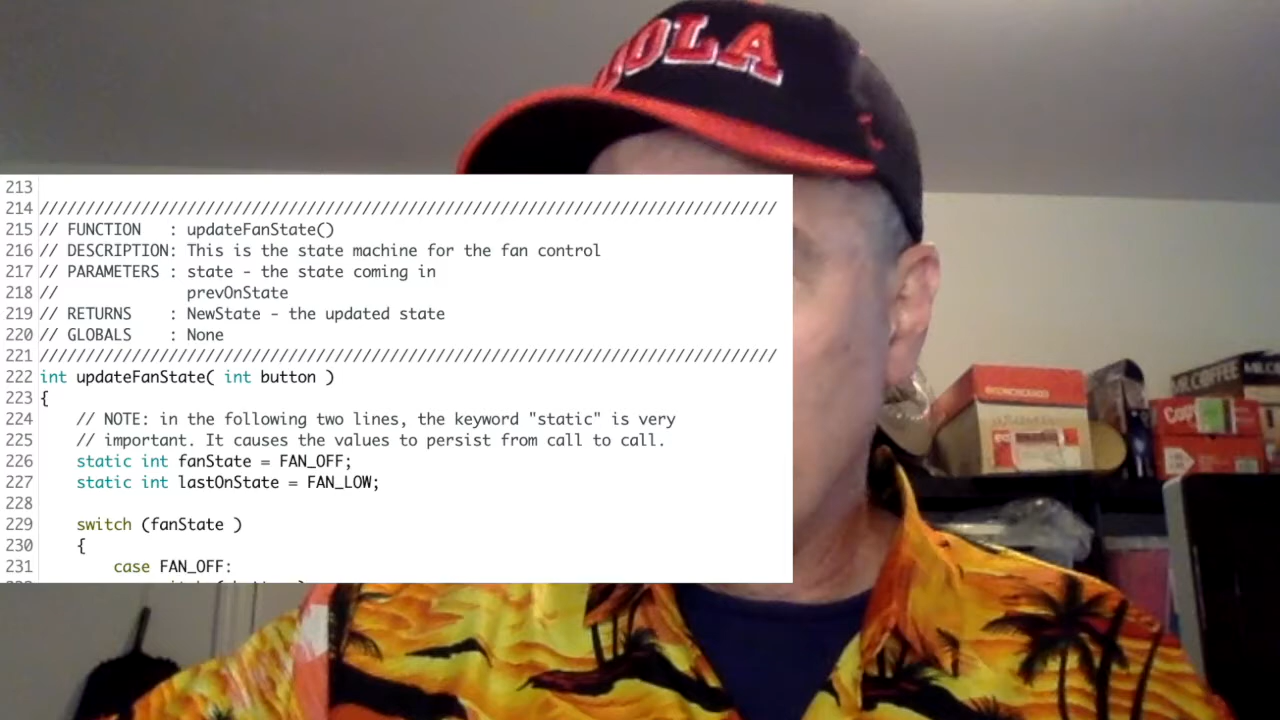 OLA
213
214 ////////////////////////////////////////////////////////////////////////////////
215 // FUNCTION   : updateFanState()
216 // DESCRIPTION: This is the state machine for the fan control
217 // PARAMETERS : state - the state coming in
218 //              prevOnState
219 // RETURNS    : NewState - the updated state
220 // GLOBALS    : None
221 ////////////////////////////////////////////////////////////////////////////////
222 int updateFanState( int button )
223 {
224     // NOTE: in the following two lines, the keyword "static" is very
225     // important. It causes the values to persist from call to call.
226     static int fanState = FAN_OFF;
227     static int lastOnState = FAN_LOW;
228
229     switch (fanState )
230     {
231         case FAN_OFF:
MR.COFFEE